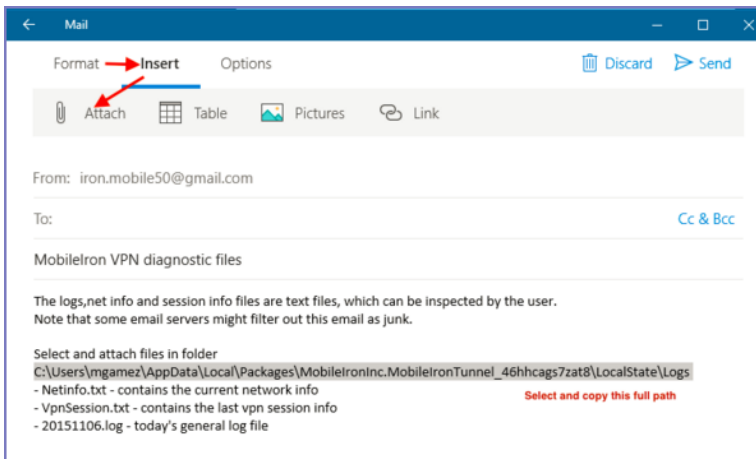 Mail
Format Insert Options Discard Send
Attach Table Pictures Link
From: iron.mobile50@gmail.com
To: Cc & Bcc
MobileIron VPN diagnostic files
The logs,net info and session info files are text files, which can be inspected by the user.
Note that some email servers might filter out this email as junk.
Select and attach files in folder
C:\Users\mgamez\AppData\Local\Packages\MobileIronInc.MobileIronTunnel_46hhcags7zat8\LocalState\Logs
- Netinfo.txt - contains the current network info
Select and copy this full path
- VpnSession.txt - contains the last vpn session info
- 20151106.log - today's general log file